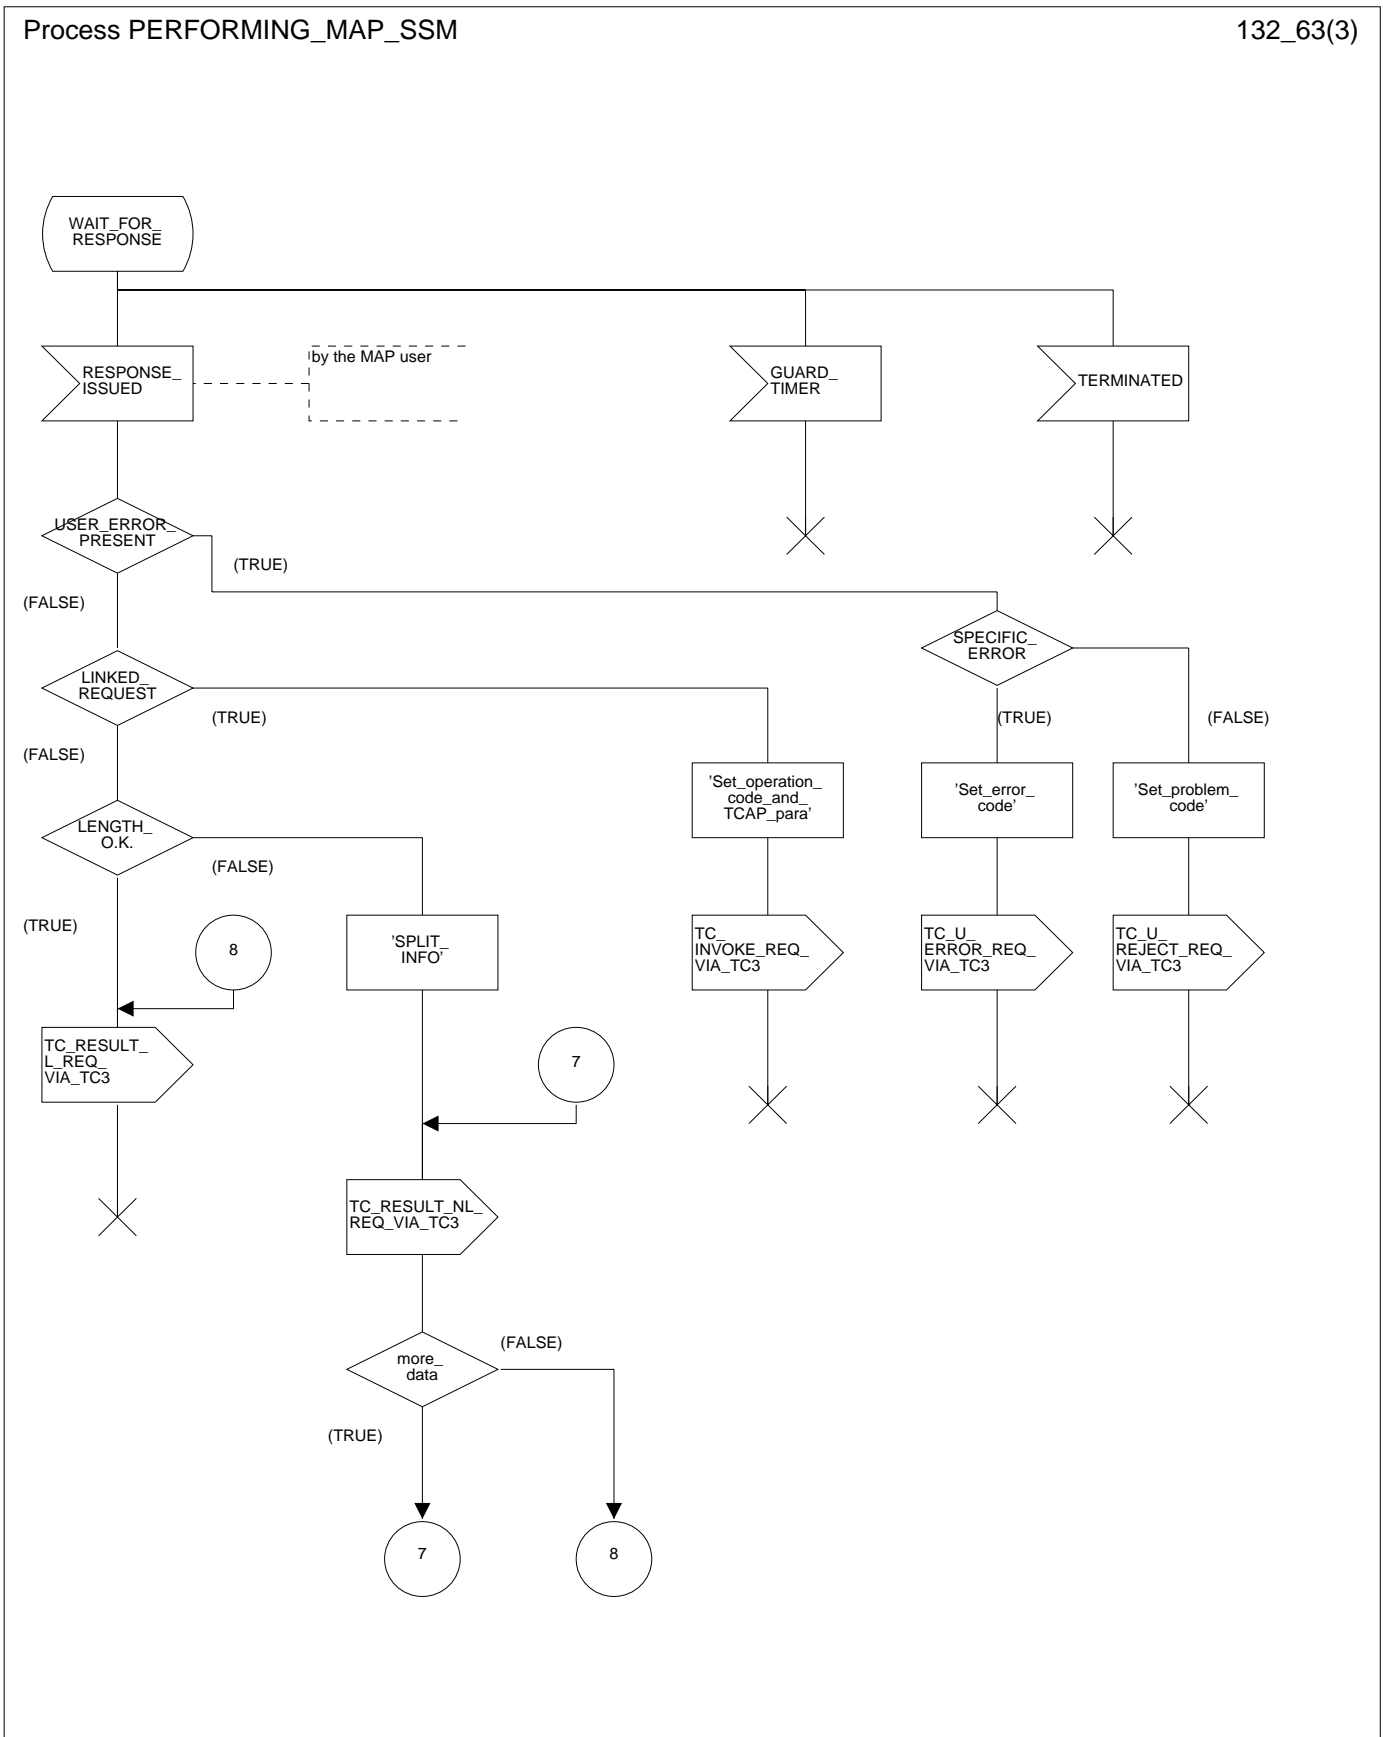 Process PERFORMING_MAP_SSM
132_63(3)
WAIT_FOR_
RESPONSE
RESPONSE_
ISSUED
by the MAP user
GUARD_
TIMER
TERMINATED
USER_ERROR_
PRESENT
(TRUE)
(FALSE)
SPECIFIC_
ERROR
LINKED_
REQUEST
(TRUE)
(TRUE)
(FALSE)
(FALSE)
'Set_operation_
code_and_
TCAP_para'
'Set_error_
code'
'Set_problem_
code'
LENGTH_
O.K.
(FALSE)
(TRUE)
8
'SPLIT_
INFO'
TC_
INVOKE_REQ_
VIA_TC3
TC_U_
ERROR_REQ_
VIA_TC3
TC_U_
REJECT_REQ_
VIA_TC3
TC_RESULT_
L_REQ_
VIA_TC3
7
TC_RESULT_NL_
REQ_VIA_TC3
more_
data
(FALSE)
(TRUE)
7
8